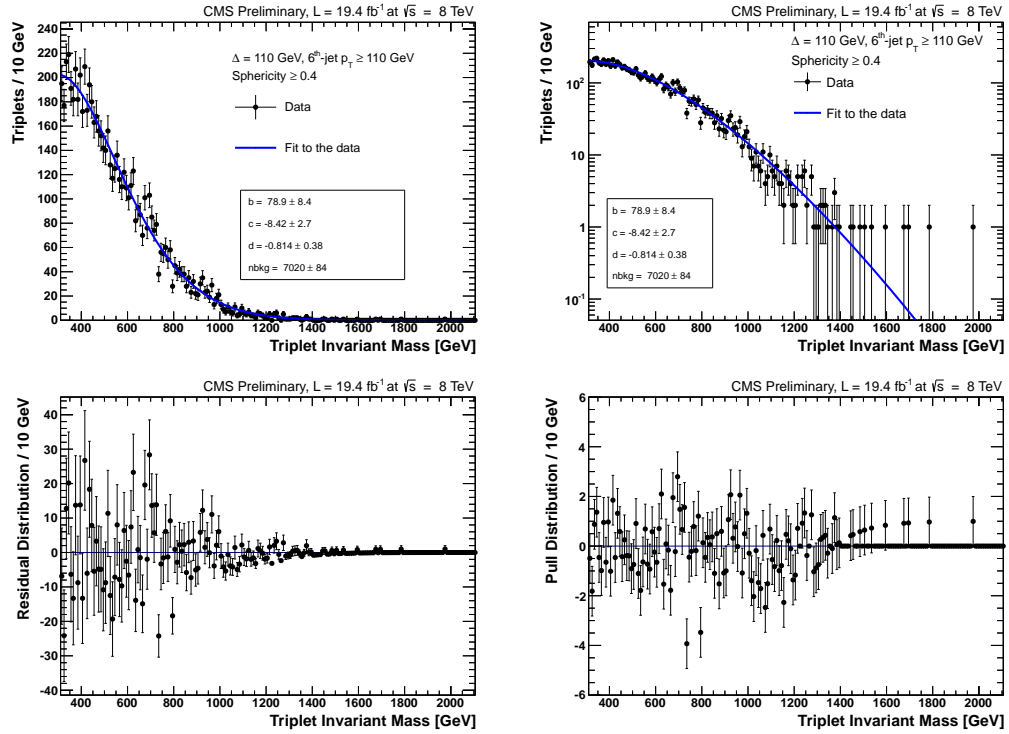 CMS Preliminary, L = 19.4 fb⁻¹ at √s = 8 TeV
Triplets / 10 GeV
Δ = 110 GeV, 6ᵗʰ-jet p_T ≥ 110 GeV
Sphericity ≥ 0.4
Data
Fit to the data
b = 78.9 ± 8.4
c = -8.42 ± 2.7
d = -0.814 ± 0.38
nbkg = 7020 ± 84
240
220
200
180
160
140
120
100
80
60
40
20
0
400 600 800 1000 1200 1400 1600 1800 2000
Triplet Invariant Mass [GeV]
CMS Preliminary, L = 19.4 fb⁻¹ at √s = 8 TeV
Triplets / 10 GeV
Δ = 110 GeV, 6ᵗʰ-jet p_T ≥ 110 GeV
Sphericity ≥ 0.4
Data
Fit to the data
b = 78.9 ± 8.4
c = -8.42 ± 2.7
d = -0.814 ± 0.38
nbkg = 7020 ± 84
10²
10
1
10⁻¹
400 600 800 1000 1200 1400 1600 1800 2000
Triplet Invariant Mass [GeV]
CMS Preliminary, L = 19.4 fb⁻¹ at √s = 8 TeV
Residual Distribution / 10 GeV
40
30
20
10
0
-10
-20
-30
-40
400 600 800 1000 1200 1400 1600 1800 2000
Triplet Invariant Mass [GeV]
CMS Preliminary, L = 19.4 fb⁻¹ at √s = 8 TeV
Pull Distribution / 10 GeV
6
4
2
0
-2
-4
-6
400 600 800 1000 1200 1400 1600 1800 2000
Triplet Invariant Mass [GeV]